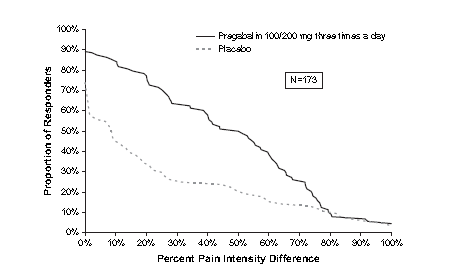 100%
90%
80%
70%
60%
50%
40%
30%
20%
10%
0%
Proportion of Responders
Pregabalin 100/200 mg three times a day
Placebo
N=173
0% 10% 20% 30% 40% 50% 60% 70% 80% 90% 100%
Percent Pain Intensity Difference